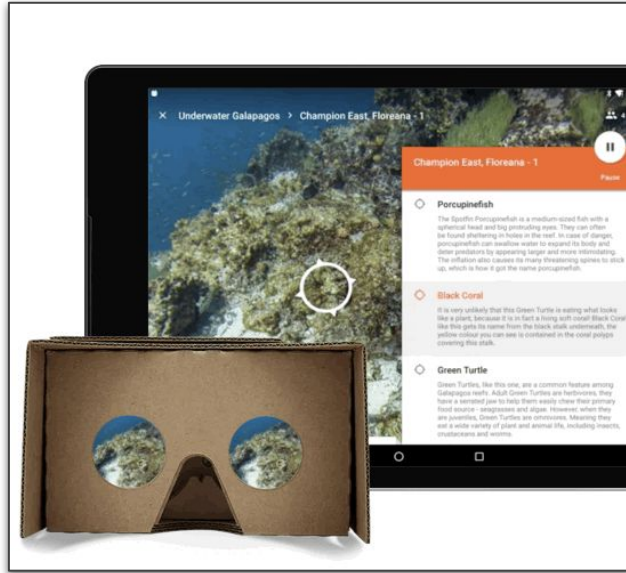 × Underwater Galapagos > Champion East, Floreana - 1
4
Champion East, Floreana - 1
Pause
Porcupinefish
The Spotfin Porcupinefish is a medium-sized fish with a
spherical head and big protruding eyes. They can often
be found sheltering in holes in the reef. In case of danger,
porcupinefish can swallow water to expand its body and
deter predators by appearing larger and more intimidating.
The inflation also causes its many threatening spines to stick
up, which is how it got the name porcupinefish.
Black Coral
It is very unlikely that this Green Turtle is eating what looks
like a plant, because it is in fact a living soft coral! Black Coral
like this gets its name from the black stalk underneath, the
yellow colour you can see is contained in the coral polyps
covering this stalk.
Green Turtle
Green Turtles, like this one, are a common feature among
Galapagos reefs. Adult Green Turtles are herbivores, they
have a serrated jaw to help them easily chew their primary
food source - seagrasses and algae. However, when they
are juveniles, Green Turtles are omnivores. Meaning they
eat a wide variety of plant and animal life, including insects,
crustaceans and worms.